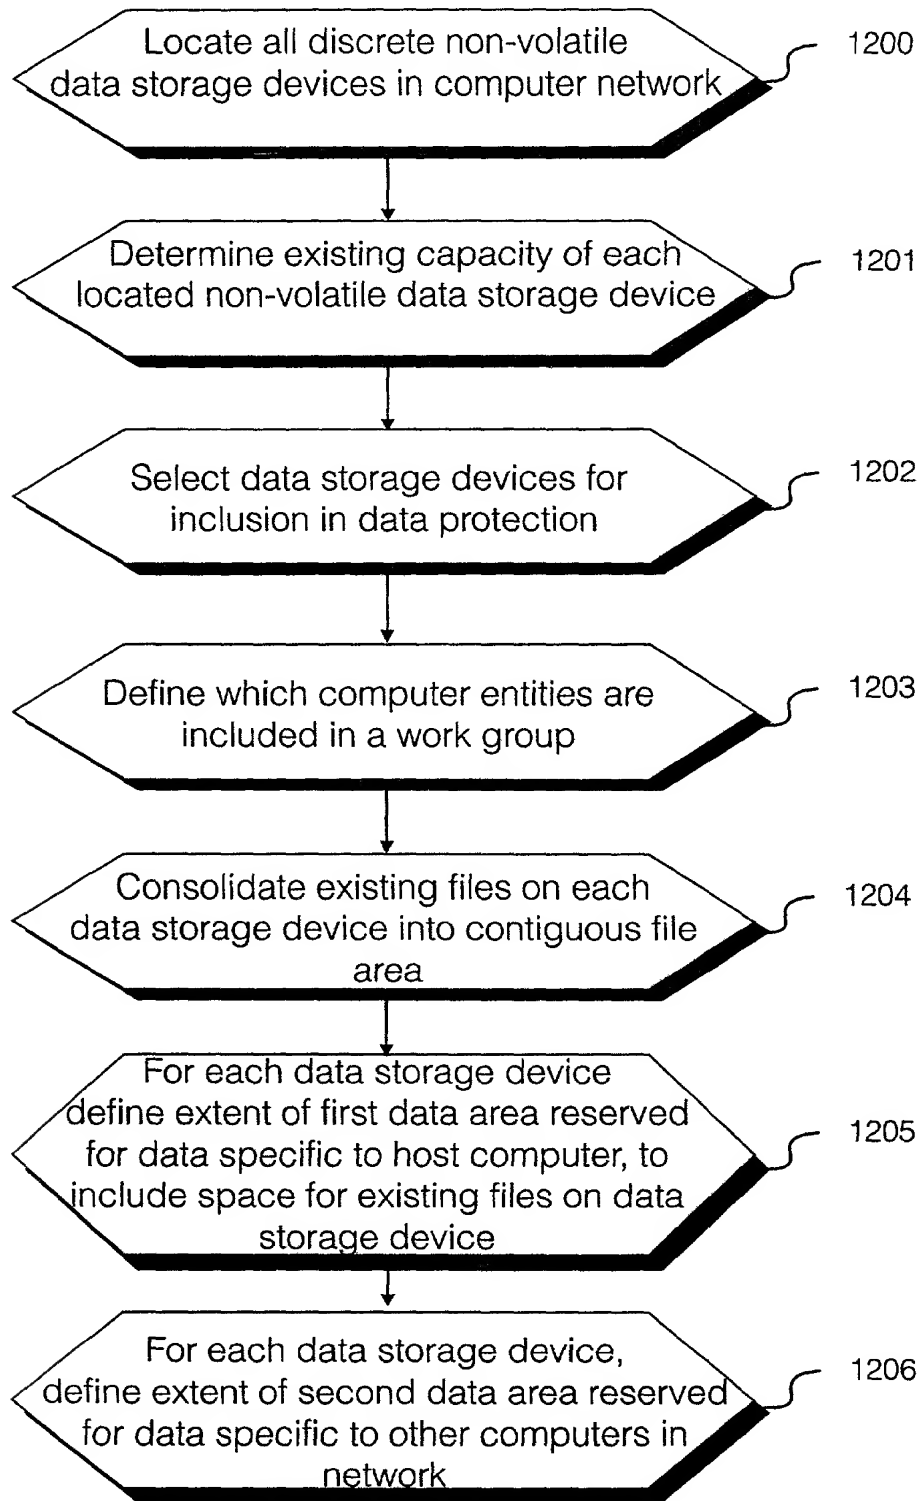 Locate all discrete non-volatile
data storage devices in computer network
1200
Determine existing capacity of each
located non-volatile data storage device
1201
Select data storage devices for
inclusion in data protection
1202
Define which computer entities are
included in a work group
1203
Consolidate existing files on each
data storage device into contiguous file
area
1204
For each data storage device
define extent of first data area reserved
for data specific to host computer, to
include space for existing files on data
storage device
1205
For each data storage device,
define extent of second data area reserved
for data specific to other computers in
network
1206